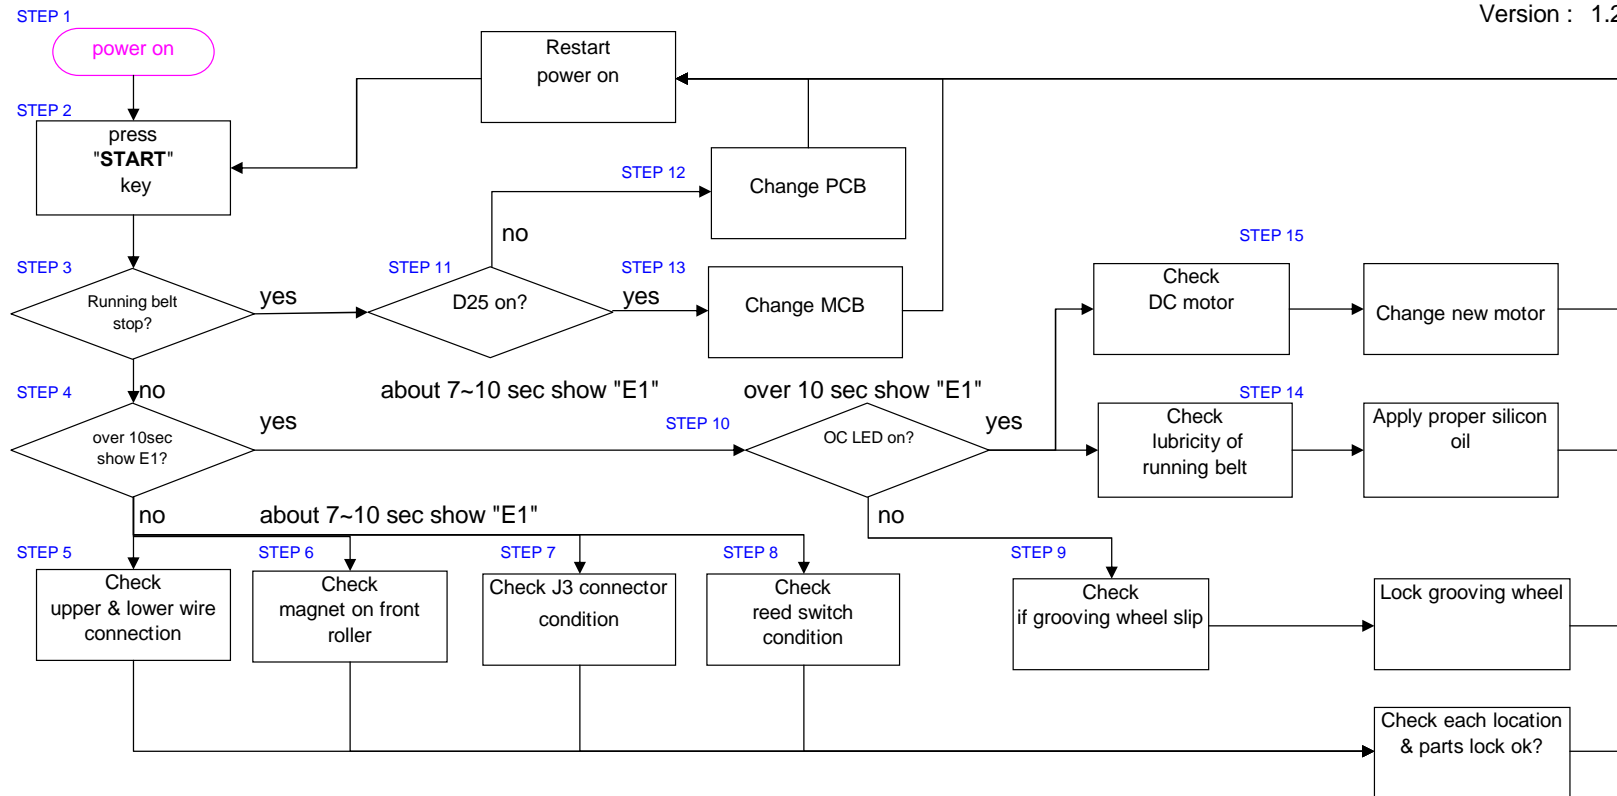 STEP 1
Version :   1.2
power on
Restart
power on
STEP 2
press
"START"
key
STEP 12
Change PCB
no
STEP 15
STEP 3
STEP 11
STEP 13
Running belt
stop?
yes
D25 on?
yes
Change MCB
Check
DC motor
Change new motor
no
STEP 4
about 7~10 sec show "E1"
over 10 sec show "E1"
STEP 14
over 10sec
show E1?
yes
STEP 10
OC LED on?
yes
Check
lubricity of
running belt
Apply proper silicon
oil
no
about 7~10 sec show "E1"
no
STEP 5
STEP 6
STEP 7
STEP 8
STEP 9
Check
upper & lower wire
connection
Check
magnet on front
roller
Check J3 connector
condition
Check
reed switch
condition
Check
if grooving wheel slip
Lock grooving wheel
Check each location
& parts lock ok?